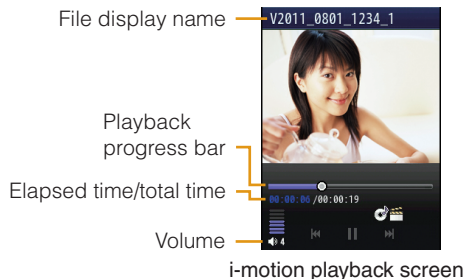 File display name
V2011_0801_1234_1
Playback
progress bar
Elapsed time/total time
00:00:06/00:00:19
Volume
4
i-motion playback screen